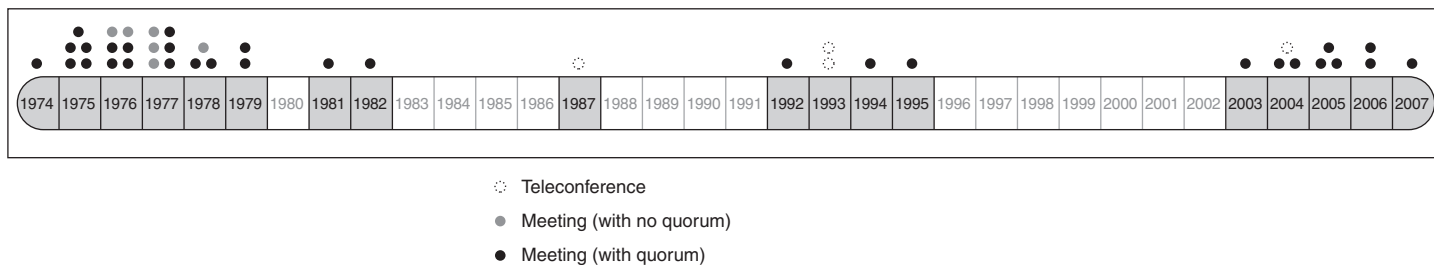 1974 1975 1976 1977 1978 1979 1980 1981 1982 1983 1984 1985 1986 1987 1988 1989 1990 1991 1992 1993 1994 1995 1996 1997 1998 1999 2000 2001 2002 2003 2004 2005 2006 2007
Teleconference
Meeting (with no quorum)
Meeting (with quorum)